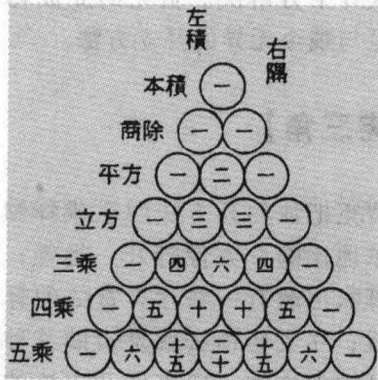 左積
右隅
本積 一
商除 一 一
平方 一 二 一
立方 一 三 三 一
三乘 一 四 六 四 一
四乘 一 五 十 十 五 一
五乘 一 六 十五 二十 十五 六 一